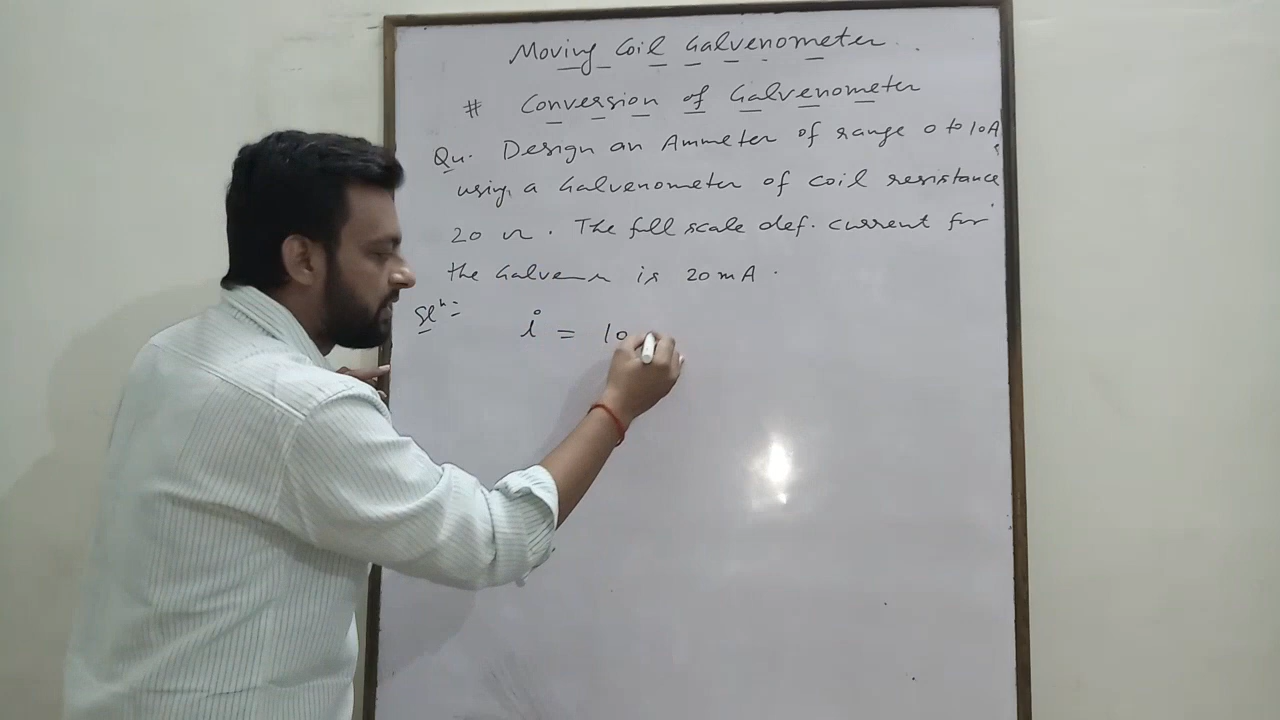 Moving Coil Galvenometer
# Conversion of Galvenometer
Qu. Design an Ammeter of range 0 to 10A
using a Galvenometer of coil resistance
20 Ω. The full scale def. current for
the Galven is 20 mA.
Solⁿ:-
i = 10